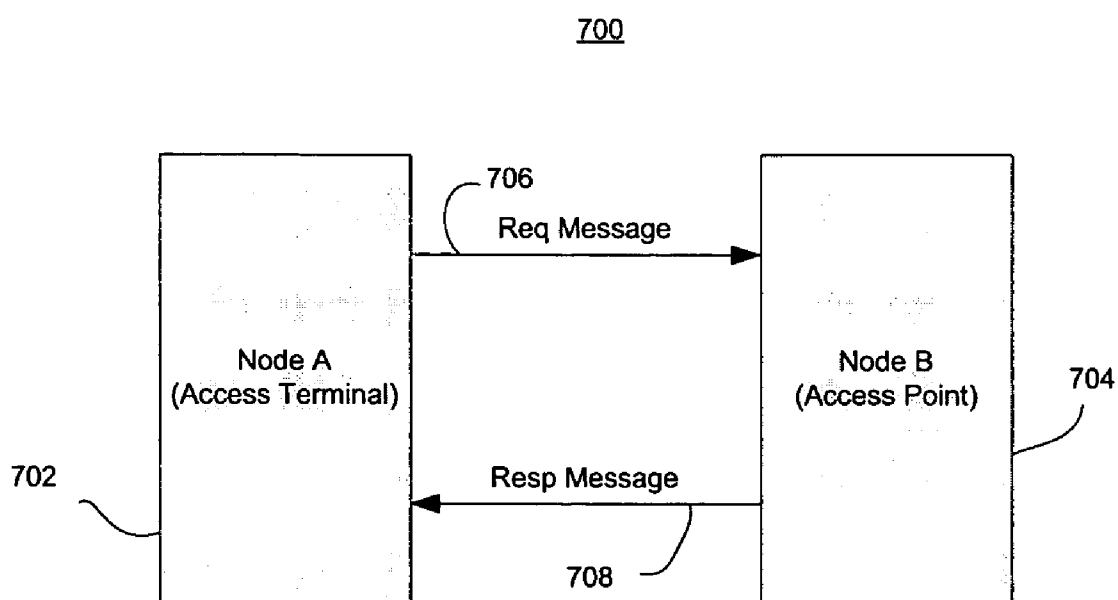 700
706
Req Message
Node A
(Access Terminal)
Node B
(Access Point)
704
702
Resp Message
708